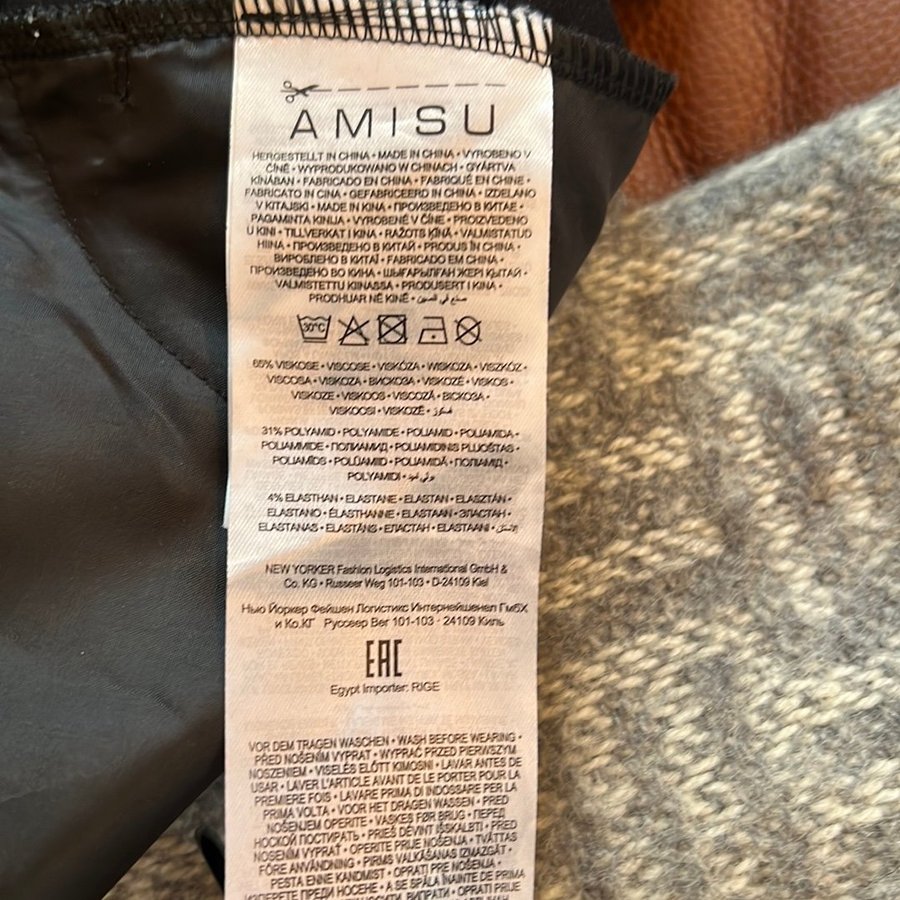 AMISU
HERGESTELLT IN CHINA • MADE IN CHINA • VYROBENO V
ČÍNĚ • WYPRODUKOWANO W CHINACH • GYÁRTVA
KÍNÁBAN • FABRICADO EN CHINA • FABRIQUÉ EN CHINE •
FABRICATO IN CINA • GEFABRICEERD IN CHINA • IZDELANO
V KITAJSKI • MADE IN KINA • ПРОИЗВЕДЕНО В КИТАЕ •
PAGAMINTA KINIJA • VYROBENÉ V ČÍNE • PROIZVEDENO
U KINI • TILLVERKAT I KINA • RAŽOTS ĶĪNĀ • VALMISTATUD
HIINA • ПРОИЗВЕДЕНО В КИТАЙ • PRODUS ÎN CHINA •
ВИРОБЛЕНО В КИТАЇ • FABRICADO EM CHINA •
ПРОИЗВЕДЕНО ВО КИНА • ШЫҒАРЫЛҒАН ЖЕРІ ҚЫТАЙ •
VALMISTETTU KIINASSA • PRODUSERT I KINA •
PRODHUAR NË KINË • صنع في الصين
30°C
65% VISKOSE • VISCOSE • VISKÓZA • WISKOZA • VISZKÓZ •
VISCOSA • VISKOZA • ВИСКОЗА • VISKOZĖ • VISKOS •
VISKOZE • VISKOOS • VISCOZĂ • ВІСКОЗА •
VISKOOSI • VISKOZË • فسكوز
31% POLYAMID • POLYAMIDE • POLIAMID • POLIAMIDA •
POLIAMMIDE • ПОЛИАМИД • POLIAMIDINIS PLUOŠTAS •
POLIAMĪDS • POLÜAMIID • POLIAMIDĂ • ПОЛІАМІД •
POLYAMIDI • بولي أميد
4% ELASTHAN • ELASTANE • ELASTAN • ELASZTÁN •
ELASTANO • ÉLASTHANNE • ELASTAAN • ЭЛАСТАН •
ELASTANAS • ELASTĀNS • ЕЛАСТАН • ELASTAANI •
NEW YORKER Fashion Logistics International GmbH &
Co. KG • Russeer Weg 101-103 • D-24109 Kiel
Нью Йоркер Фейшен Логистикс Интернейшенел ГмбХ
и Ко.КГ Руссеер Вег 101-103 · 24109 Киль
EAC
Egypt Importer: RIGE
VOR DEM TRAGEN WASCHEN • WASH BEFORE WEARING •
PŘED NOŠENÍM VYPRAT • WYPRAĆ PRZED PIERWSZYM
NOSZENIEM • VISELÉS ELŐTT KIMOSNI • LAVAR ANTES DE
USAR • LAVER L'ARTICLE AVANT DE LE PORTER POUR LA
PREMIERE FOIS • LAVARE PRIMA DI INDOSSARE PER LA
PRIMA VOLTA • VOOR HET DRAGEN WASSEN • PRED
NOŠENJEM OPERITE • VASKES FØR BRUG • ПЕРЕД
НОСКОЙ ПОСТИРАТЬ • PRIEŠ DĖVINT IŠSKALBTI • PRED
NOSENÍM VYPRAŤ • OPERITE PRIJE NOŠENJA • TVÄTTAS
FÖRE ANVÄNDNING • PIRMS VALKĀŠANAS IZMAZGĀT •
PESTA ENNE KANDMIST • OPRATI PRE NOŠENJA •
ИЗПЕРЕТЕ ПРЕДИ НОСЕНЕ • A SE SPĂLA ÎNAINTE DE PRIMA